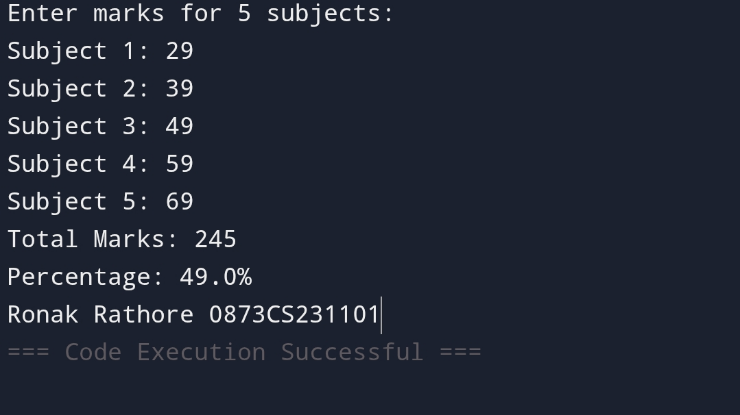 Enter marks for 5 subjects:
Subject 1: 29
Subject 2: 39
Subject 3: 49
Subject 4: 59
Subject 5: 69
Total Marks: 245
Percentage: 49.0%
Ronak Rathore 0873CS231101
=== Code Execution Successful ===